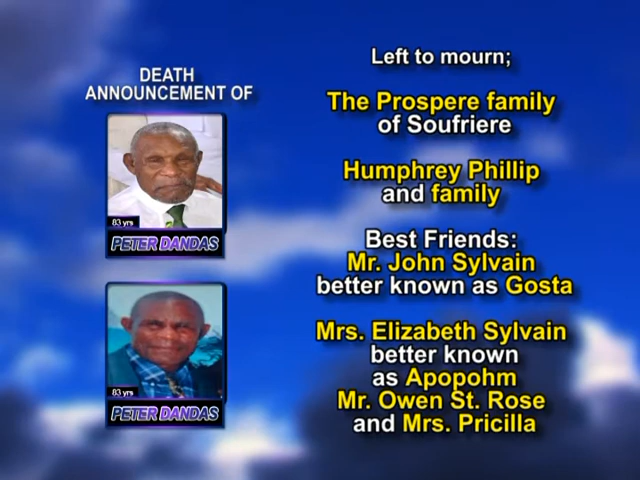 DEATH
ANNOUNCEMENT OF
83 yrs
PETER DANDAS
83 yrs
PETER DANDAS
Left to mourn;
The Prospere family
of Soufriere
Humphrey Phillip
and family
Best Friends:
Mr. John Sylvain
better known as Gosta
Mrs. Elizabeth Sylvain
better known
as Apopohm
Mr. Owen St. Rose
and Mrs. Pricilla